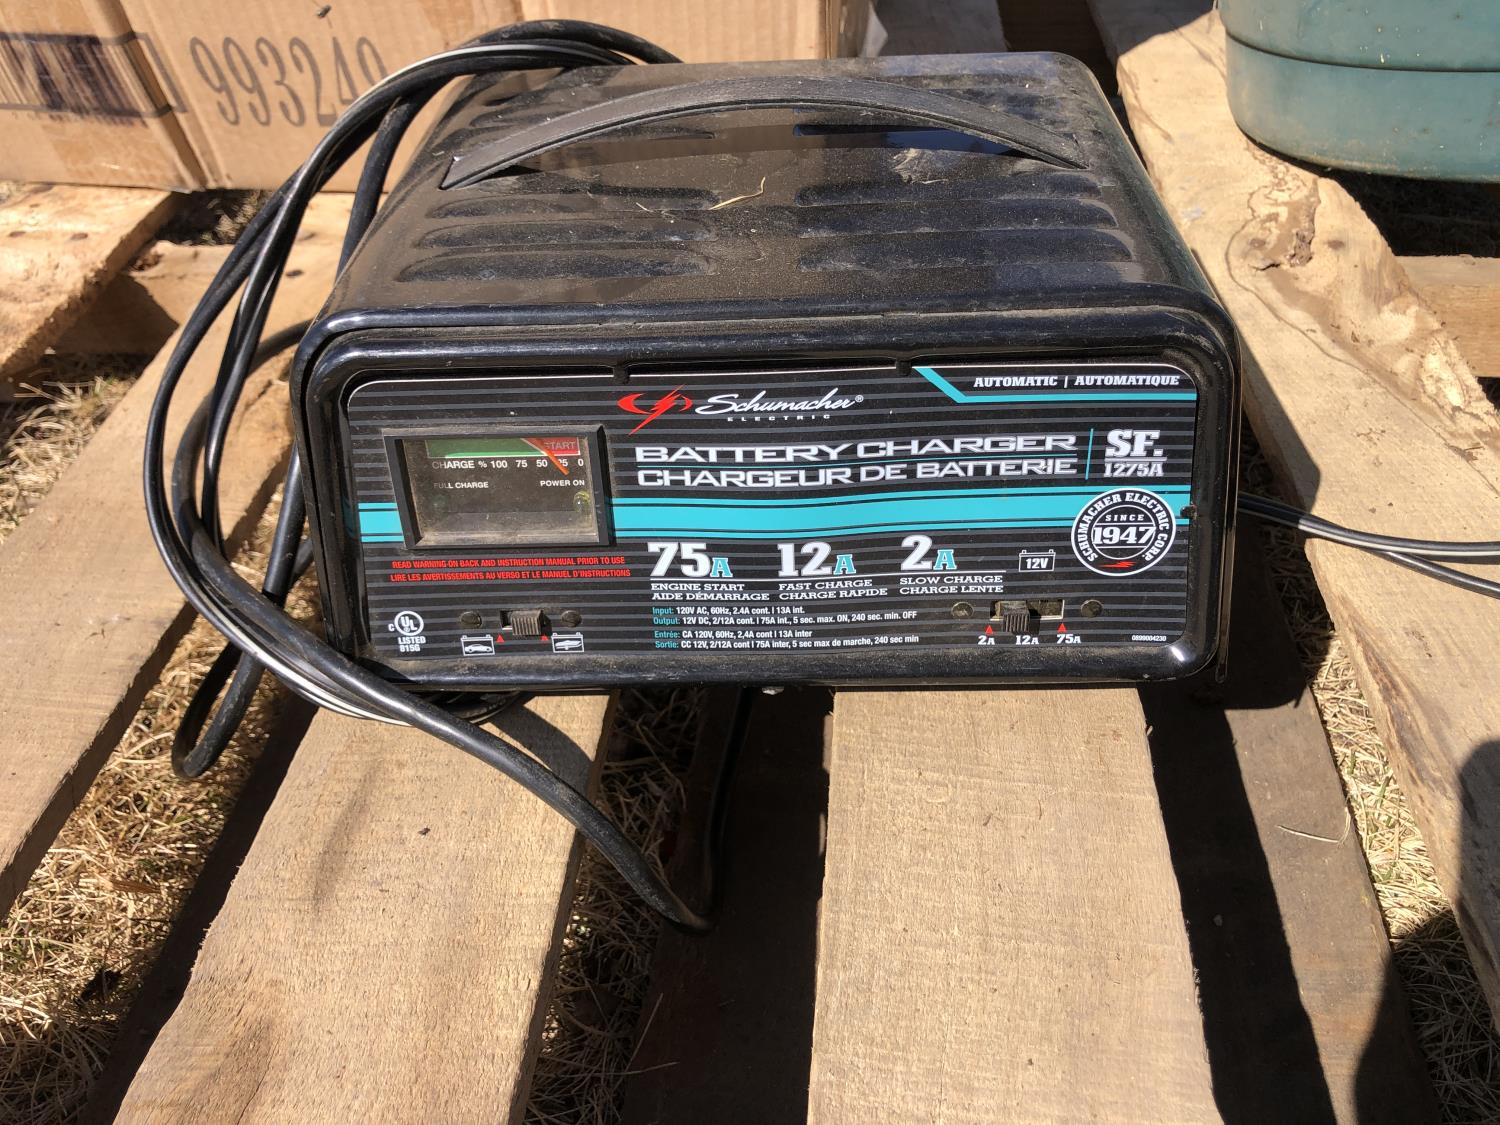 993249
AUTOMATIC | AUTOMATIQUE
Schumacher®
ELECTRIC
BATTERY CHARGER
CHARGEUR DE BATTERIE
SF.
1275A
START
CHARGE % 100 75 50 25 0
FULL CHARGE POWER ON
SCHUMACHER ELECTRIC CORP.
SINCE
1947
READ WARNING ON BACK AND INSTRUCTION MANUAL PRIOR TO USE
LIRE LES AVERTISSEMENTS AU VERSO ET LE MANUEL D'INSTRUCTIONS
75A
ENGINE START
AIDE DÉMARRAGE
12A
FAST CHARGE
CHARGE RAPIDE
2A
SLOW CHARGE
CHARGE LENTE
12V
Input: 120V AC, 60Hz, 2.4A cont. | 13A int.
Output: 12V DC, 2/12A cont. | 75A int., 5 sec. max. ON, 240 sec. min. OFF
Entrée: CA 120V, 60Hz, 2,4A cont | 13A inter
Sortie: CC 12V, 2/12A cont | 75A inter, 5 sec max de marche, 240 sec min
C UL
LISTED
815G
2A 12A 75A
0899004230